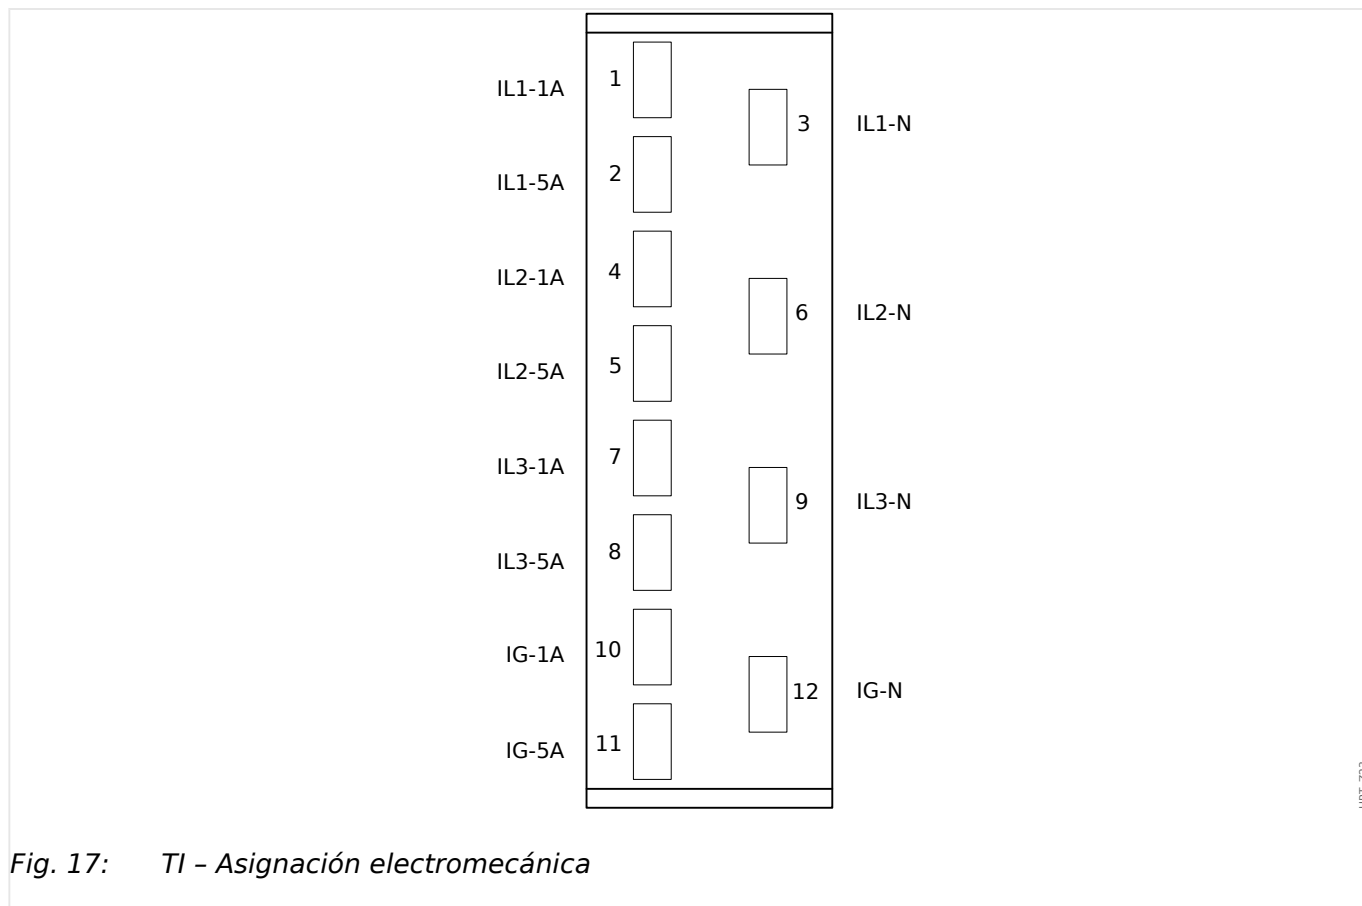 IL1-1A 1
3 IL1-N
IL1-5A 2
IL2-1A 4
6 IL2-N
IL2-5A 5
IL3-1A 7
9 IL3-N
IL3-5A 8
IG-1A 10
12 IG-N
IG-5A 11
Fig. 17: TI – Asignación electromecánica